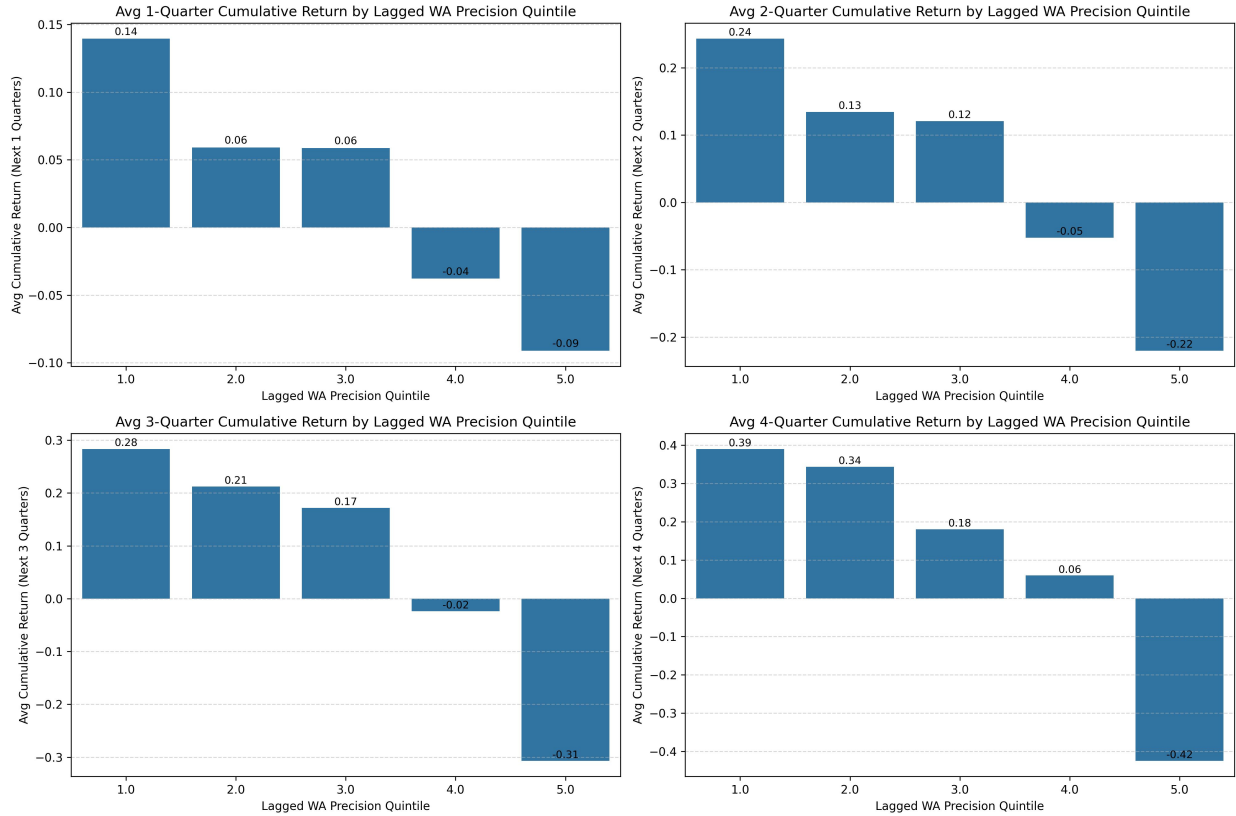 Avg 1-Quarter Cumulative Return by Lagged WA Precision Quintile
Avg Cumulative Return (Next 1 Quarters)
0.15
0.10
0.05
0.00
−0.05
−0.10
0.14
0.06
0.06
-0.04
-0.09
1.0 2.0 3.0 4.0 5.0
Lagged WA Precision Quintile
Avg 2-Quarter Cumulative Return by Lagged WA Precision Quintile
Avg Cumulative Return (Next 2 Quarters)
0.2
0.1
0.0
−0.1
−0.2
0.24
0.13
0.12
-0.05
-0.22
1.0 2.0 3.0 4.0 5.0
Lagged WA Precision Quintile
Avg 3-Quarter Cumulative Return by Lagged WA Precision Quintile
Avg Cumulative Return (Next 3 Quarters)
0.3
0.2
0.1
0.0
−0.1
−0.2
−0.3
0.28
0.21
0.17
-0.02
-0.31
1.0 2.0 3.0 4.0 5.0
Lagged WA Precision Quintile
Avg 4-Quarter Cumulative Return by Lagged WA Precision Quintile
Avg Cumulative Return (Next 4 Quarters)
0.4
0.3
0.2
0.1
0.0
−0.1
−0.2
−0.3
−0.4
0.39
0.34
0.18
0.06
-0.42
1.0 2.0 3.0 4.0 5.0
Lagged WA Precision Quintile